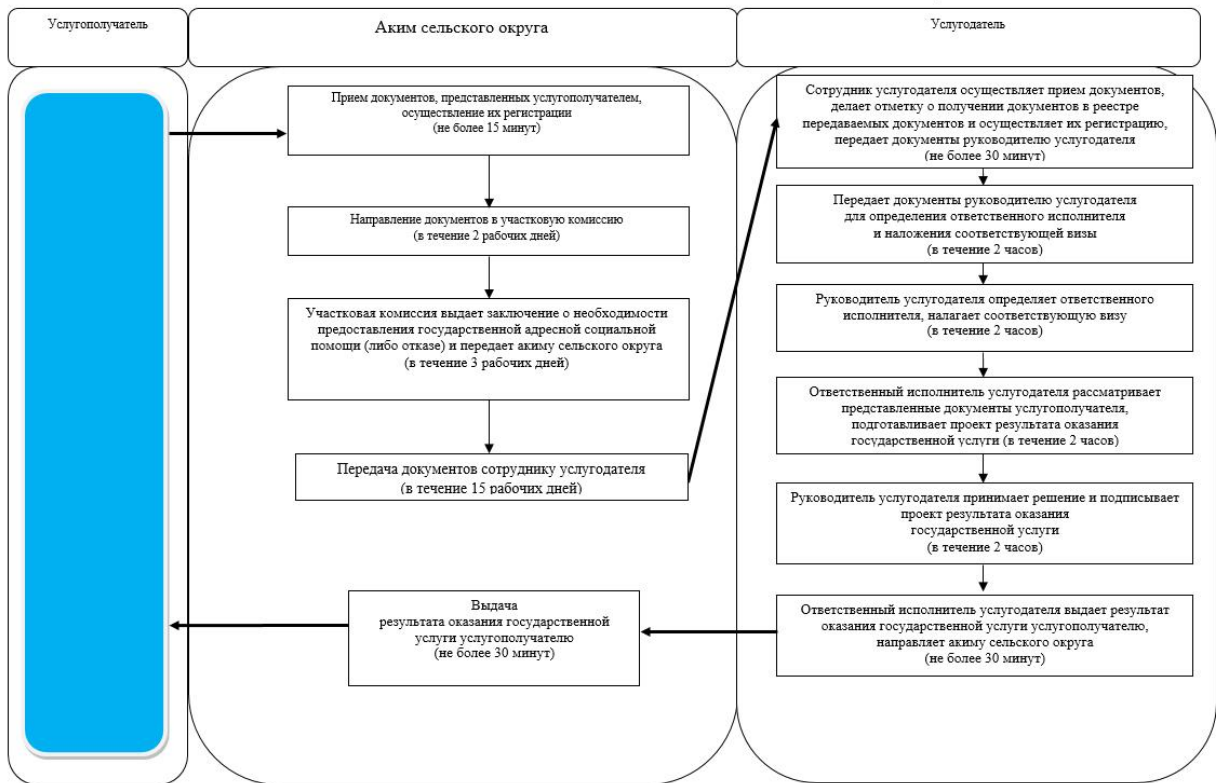 Услугополучатель
Аким сельского округа
Услугодатель
Прием документов, представленных услугополучателем,
осуществление их регистрации
(не более 15 минут)
Направление документов в участковую комиссию
(в течение 2 рабочих дней)
Участковая комиссия выдает заключение о необходимости
предоставления государственной адресной социальной
помощи (либо отказе) и передает акиму сельского округа
(в течение 3 рабочих дней)
Передача документов сотруднику услугодателя
(в течение 15 рабочих дней)
Сотрудник услугодателя осуществляет прием документов,
делает отметку о получении документов в реестре
передаваемых документов и осуществляет их регистрацию,
передает документы руководителю услугодателя
(не более 30 минут)
Передает документы руководителю услугодателя
для определения ответственного исполнителя
и наложения соответствующей визы
(в течение 2 часов)
Руководитель услугодателя определяет ответственного
исполнителя, налагает соответствующую визу
(в течение 2 часов)
Ответственный исполнитель услугодателя рассматривает
представленные документы услугополучателя,
подготавливает проект результата оказания
государственной услуги (в течение 2 часов)
Руководитель услугодателя принимает решение и подписывает
проект результата оказания
государственной услуги
(в течение 2 часов)
Ответственный исполнитель услугодателя выдает результат
оказания государственной услуги услугополучателю,
направляет акиму сельского округа
(не более 30 минут)
Выдача
результата оказания государственной
услуги услугополучателю
(не более 30 минут)